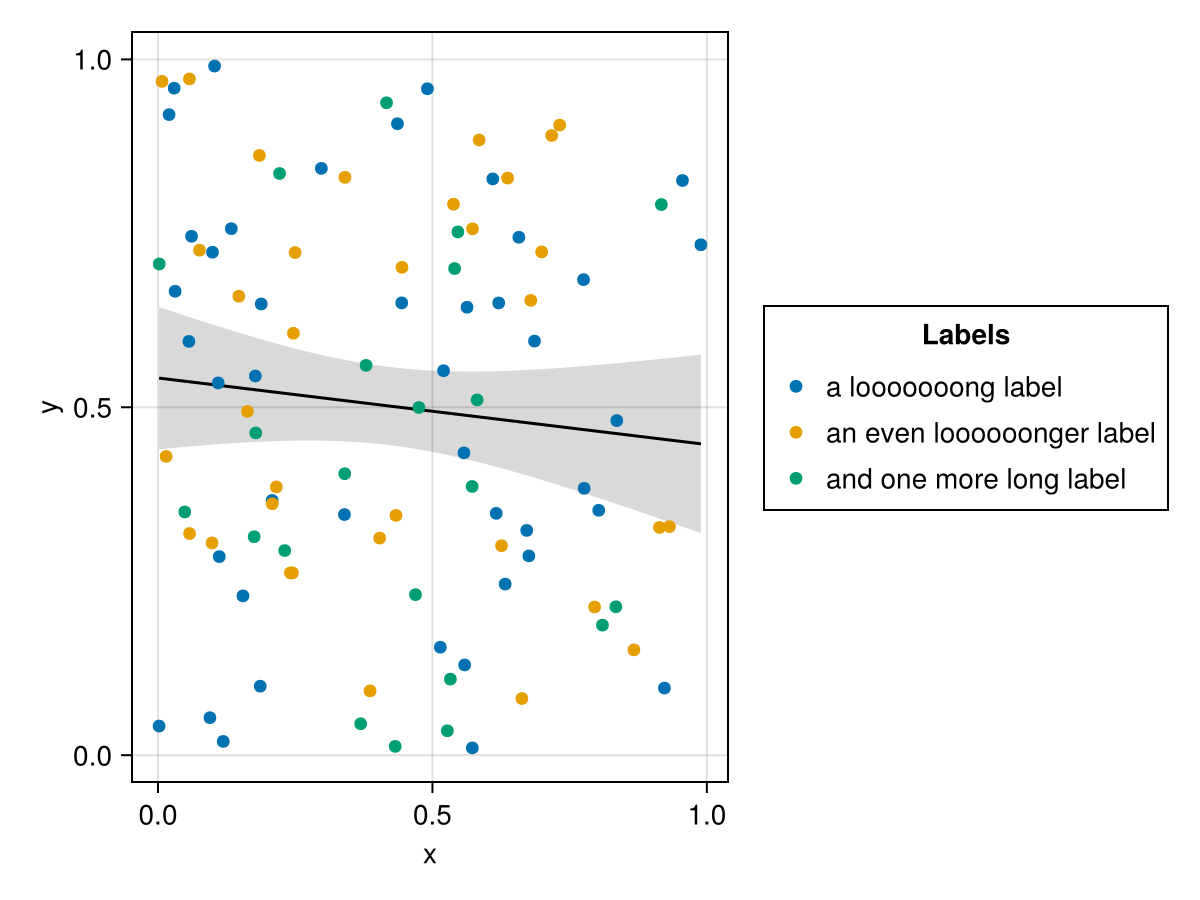 1.0
0.5
0.0
y
0.0 0.5 1.0
x
Labels
a looooooong label
an even loooooonger label
and one more long label